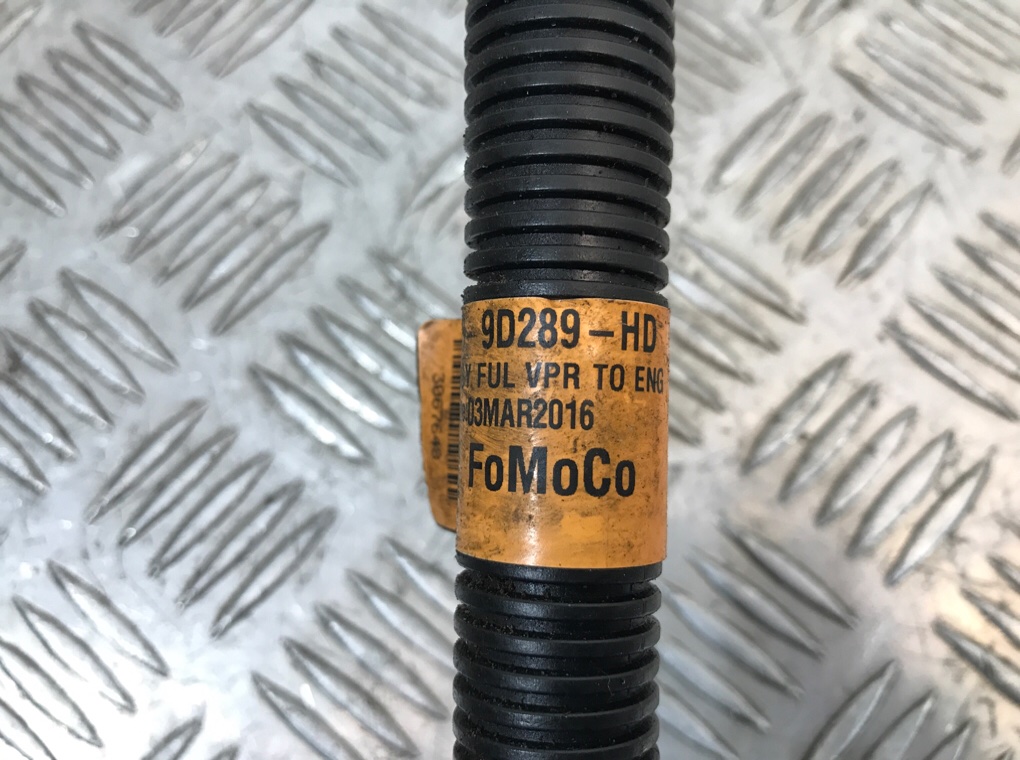 - 9D289-HD
Y FUL VPR TO ENG
03MAR2016
FoMoCo